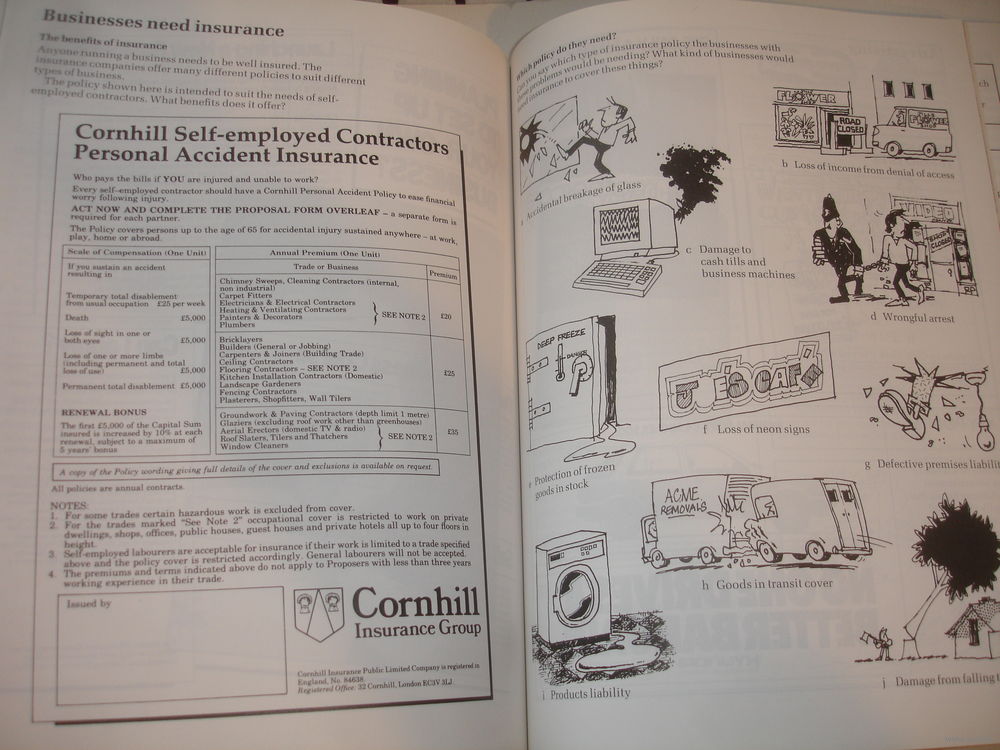 Businesses need insurance
The benefits of insurance
Anyone running a business needs to be well insured. The
insurance companies offer many different policies to suit different
types of business.
The policy shown here is intended to suit the needs of self-
employed contractors. What benefits does it offer?
Cornhill Self-employed Contractors
Personal Accident Insurance
Who pays the bills if YOU are injured and unable to work?
Every self-employed contractor should have a Cornhill Personal Accident Policy to ease financial
worry following injury.
ACT NOW AND COMPLETE THE PROPOSAL FORM OVERLEAF – a separate form is
required for each partner.
The Policy covers persons up to the age of 65 for accidental injury sustained anywhere – at work,
play, home or abroad.
Scale of Compensation (One Unit)
If you sustain an accident
resulting in
Temporary total disablement
from usual occupation £25 per week
Death £5,000
Loss of sight in one or
both eyes £5,000
Loss of one or more limbs
(including permanent and total
loss of use) £5,000
Permanent total disablement £5,000
RENEWAL BONUS
The first £5,000 of the Capital Sum
insured is increased by 10% at each
renewal, subject to a maximum of
5 years' bonus
Annual Premium (One Unit)
Trade or Business Premium
Chimney Sweeps, Cleaning Contractors (internal,
non industrial)
Carpet Fitters
Electricians & Electrical Contractors
Heating & Ventilating Contractors
Painters & Decorators
Plumbers
SEE NOTE 2
£20
Bricklayers
Builders (General or Jobbing)
Carpenters & Joiners (Building Trade)
Ceiling Contractors
Flooring Contractors – SEE NOTE 2
Kitchen Installation Contractors (Domestic)
Landscape Gardeners
Fencing Contractors
Plasterers, Shopfitters, Wall Tilers
£25
Groundwork & Paving Contractors (depth limit 1 metre)
Glaziers (excluding roof work other than greenhouses)
Aerial Erectors (domestic TV & radio)
Roof Slaters, Tilers and Thatchers
Window Cleaners
SEE NOTE 2
£35
A copy of the Policy wording giving full details of the cover and exclusions is available on request.
All policies are annual contracts.
NOTES:
1. For some trades certain hazardous work is excluded from cover.
2. For the trades marked "See Note 2" occupational cover is restricted to work on private
dwellings, shops, offices, public houses, guest houses and private hotels all up to four floors in
height.
3. Self-employed labourers are acceptable for insurance if their work is limited to a trade specified
above and the policy cover is restricted accordingly. General labourers will not be accepted.
4. The premiums and terms indicated above do not apply to Proposers with less than three years
working experience in their trade.
Issued by
Cornhill
Insurance Group
Cornhill Insurance Public Limited Company is registered in
England, No. 84638
Registered Office: 32 Cornhill, London EC3V 3LJ.
Which policy do they need?
Can you say which type of insurance policy the businesses with
these problems would be needing? What kind of businesses would
need insurance to cover these things?
Accidental breakage of glass
FLOWER
ROAD
CLOSED
FLOWER
b Loss of income from denial of access
c Damage to
cash tills and
business machines
CLOSED
d Wrongful arrest
DEEP FREEZE
DANGER
e Protection of frozen
goods in stock
f Loss of neon signs
g Defective premises liabilit
ACME
REMOVALS
h Goods in transit cover
i Products liability
j Damage from falling t
ch